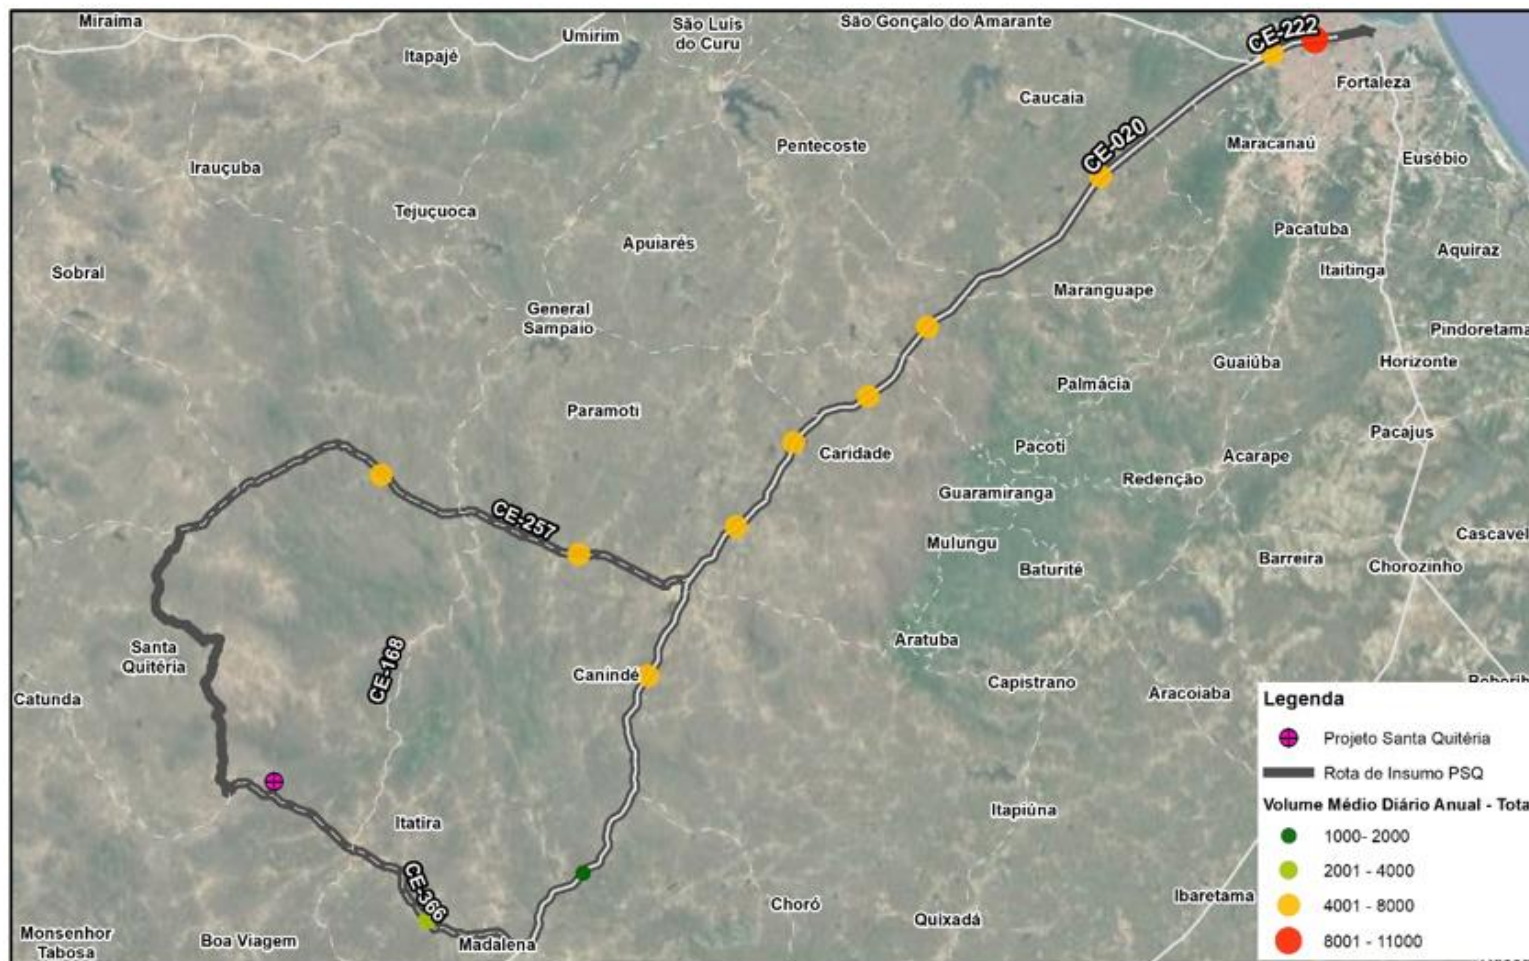 Miraíma
São Luis
do Curu
São Gonçalo do Amarante
Umirim
Itapajé
CE-222
Fortaleza
Caucaia
CE-020
Pentecoste
Maracanaú
Eusébio
Irauçuba
Tejuçuoca
Apuiarés
Pacatuba
Aquiraz
Itaitinga
Sobral
Maranguape
General
Sampaio
Pindoretama
Guaiúba
Horizonte
Palmácia
Paramoti
Pacajus
Pacoti
Caridade
Acarape
Redenção
Guaramiranga
CE-257
Mulungu
Cascavel
Barreira
Chorozinho
Baturité
Aratuba
Santa
Quitéria
CE-168
Canindé
Capistrano
Aracoiaba
Catunda
Itapiúna
Itatira
CE-366
Choró
Quixadá
Ibaretama
Monsenhor
Tabosa
Boa Viagem
Madalena
Legenda
Projeto Santa Quitéria
Rota de Insumo PSQ
Volume Médio Diário Anual - Total
1000- 2000
2001 - 4000
4001 - 8000
8001 - 11000